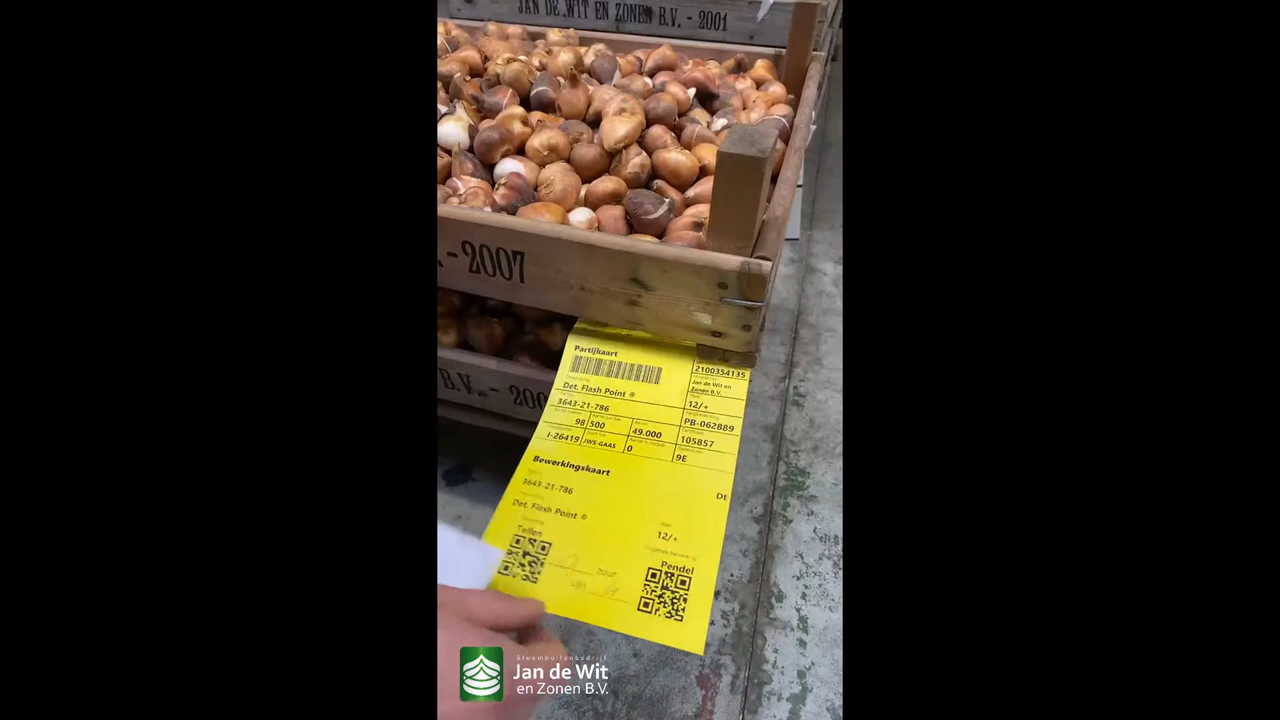 JAN DE WIT EN ZONEN B.V. - 2001
. - 2007
B.V. - 200
Partijkaart
2100354135
Jan de Wit en
Zonen B.V.
Det. Flash Point ®
12/+
3643-21-786
PB-062889
98 500 49.000 105857
I-26419 JWS-GAAS 0 9E
Bewerkingskaart
3643-21-786
Dt
Det. Flash Point ®
12/+
Tellen
Pendel
Bloembollenbedrijf
Jan de Wit
en Zonen B.V.